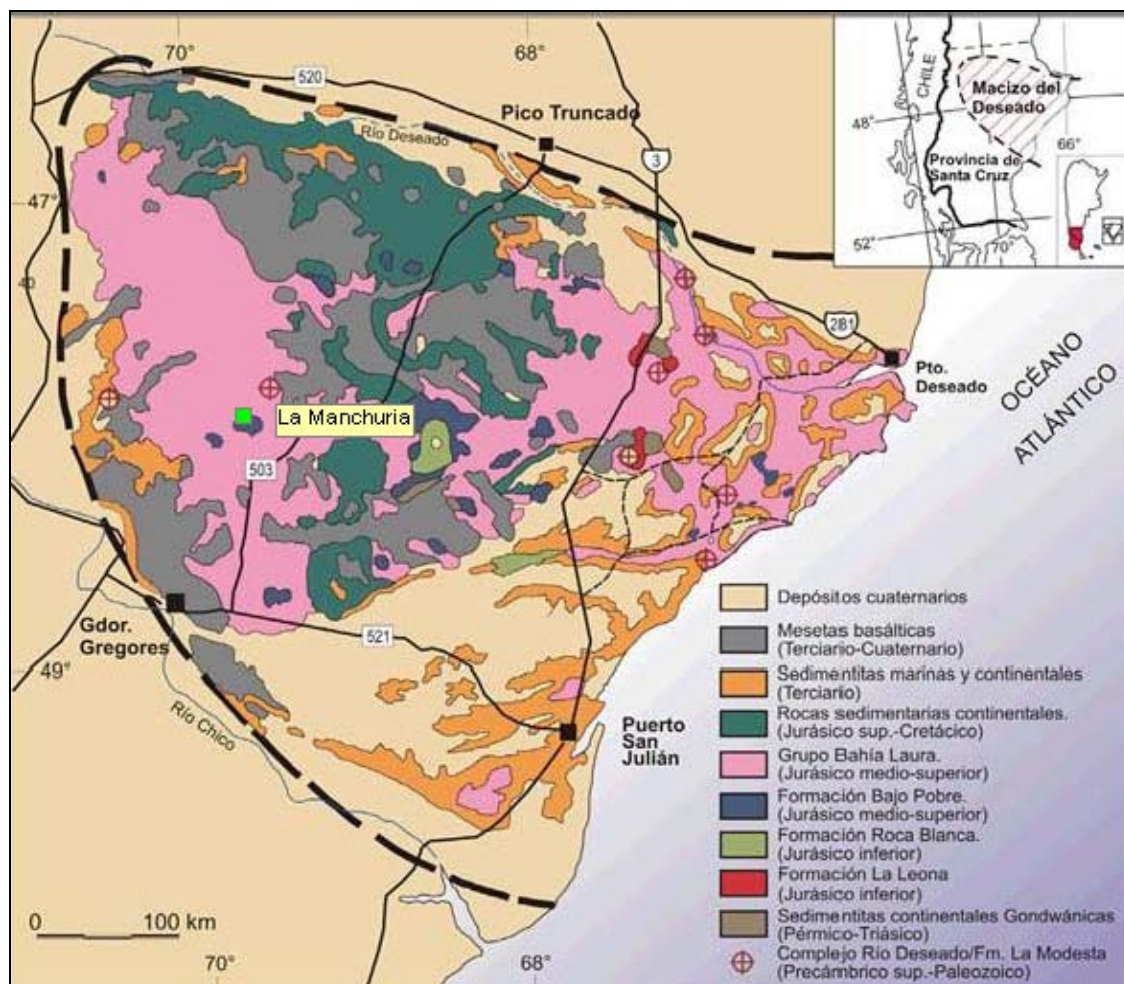 70°
68°
520
Pico Truncado
Río Deseado
3
47°
281
Pto.
Deseado
OCÉANO
ATLÁNTICO
La Manchuria
503
Gdor.
Gregores
521
49°
Río Chico
Puerto
San
Julián
0 100 km
70°
68°
CHILE
Macizo del
Deseado
48°
66°
Provincia de
Santa Cruz
52°
70°
Depósitos cuaternarios
Mesetas basálticas
(Terciario-Cuaternario)
Sedimentitas marinas y continentales
(Terciario)
Rocas sedimentarias continentales.
(Jurásico sup.-Cretácico)
Grupo Bahía Laura.
(Jurásico medio-superior)
Formación Bajo Pobre.
(Jurásico medio-superior)
Formación Roca Blanca.
(Jurásico inferior)
Formación La Leona
(Jurásico inferior)
Sedimentitas continentales Gondwánicas
(Pérmico-Triásico)
Complejo Río Deseado/Fm. La Modesta
(Precámbrico sup.-Paleozoico)